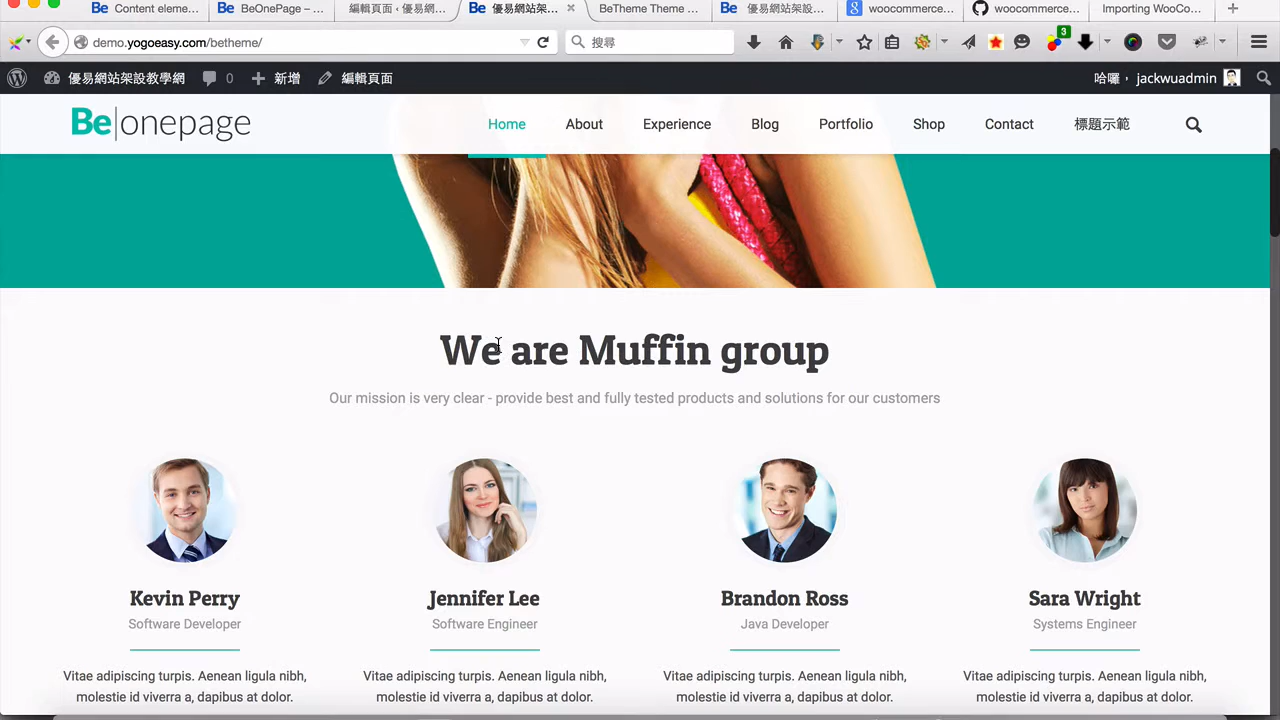 Content eleme...
BeOnePage – ...
編輯頁面 ‹ 優易網...
優易網站架...
BeTheme Theme ...
優易網站架設...
woocommerce...
woocommerce...
Importing WooCo...
demo.yogoeasy.com/betheme/
搜尋
3
優易網站架設教學網
0
新增
編輯頁面
哈囉， jackwuadmin
Be|onepage
Home
About
Experience
Blog
Portfolio
Shop
Contact
標題示範
We are Muffin group
Our mission is very clear - provide best and fully tested products and solutions for our customers
Kevin Perry
Software Developer
Vitae adipiscing turpis. Aenean ligula nibh,
molestie id viverra a, dapibus at dolor.
Jennifer Lee
Software Engineer
Vitae adipiscing turpis. Aenean ligula nibh,
molestie id viverra a, dapibus at dolor.
Brandon Ross
Java Developer
Vitae adipiscing turpis. Aenean ligula nibh,
molestie id viverra a, dapibus at dolor.
Sara Wright
Systems Engineer
Vitae adipiscing turpis. Aenean ligula nibh,
molestie id viverra a, dapibus at dolor.